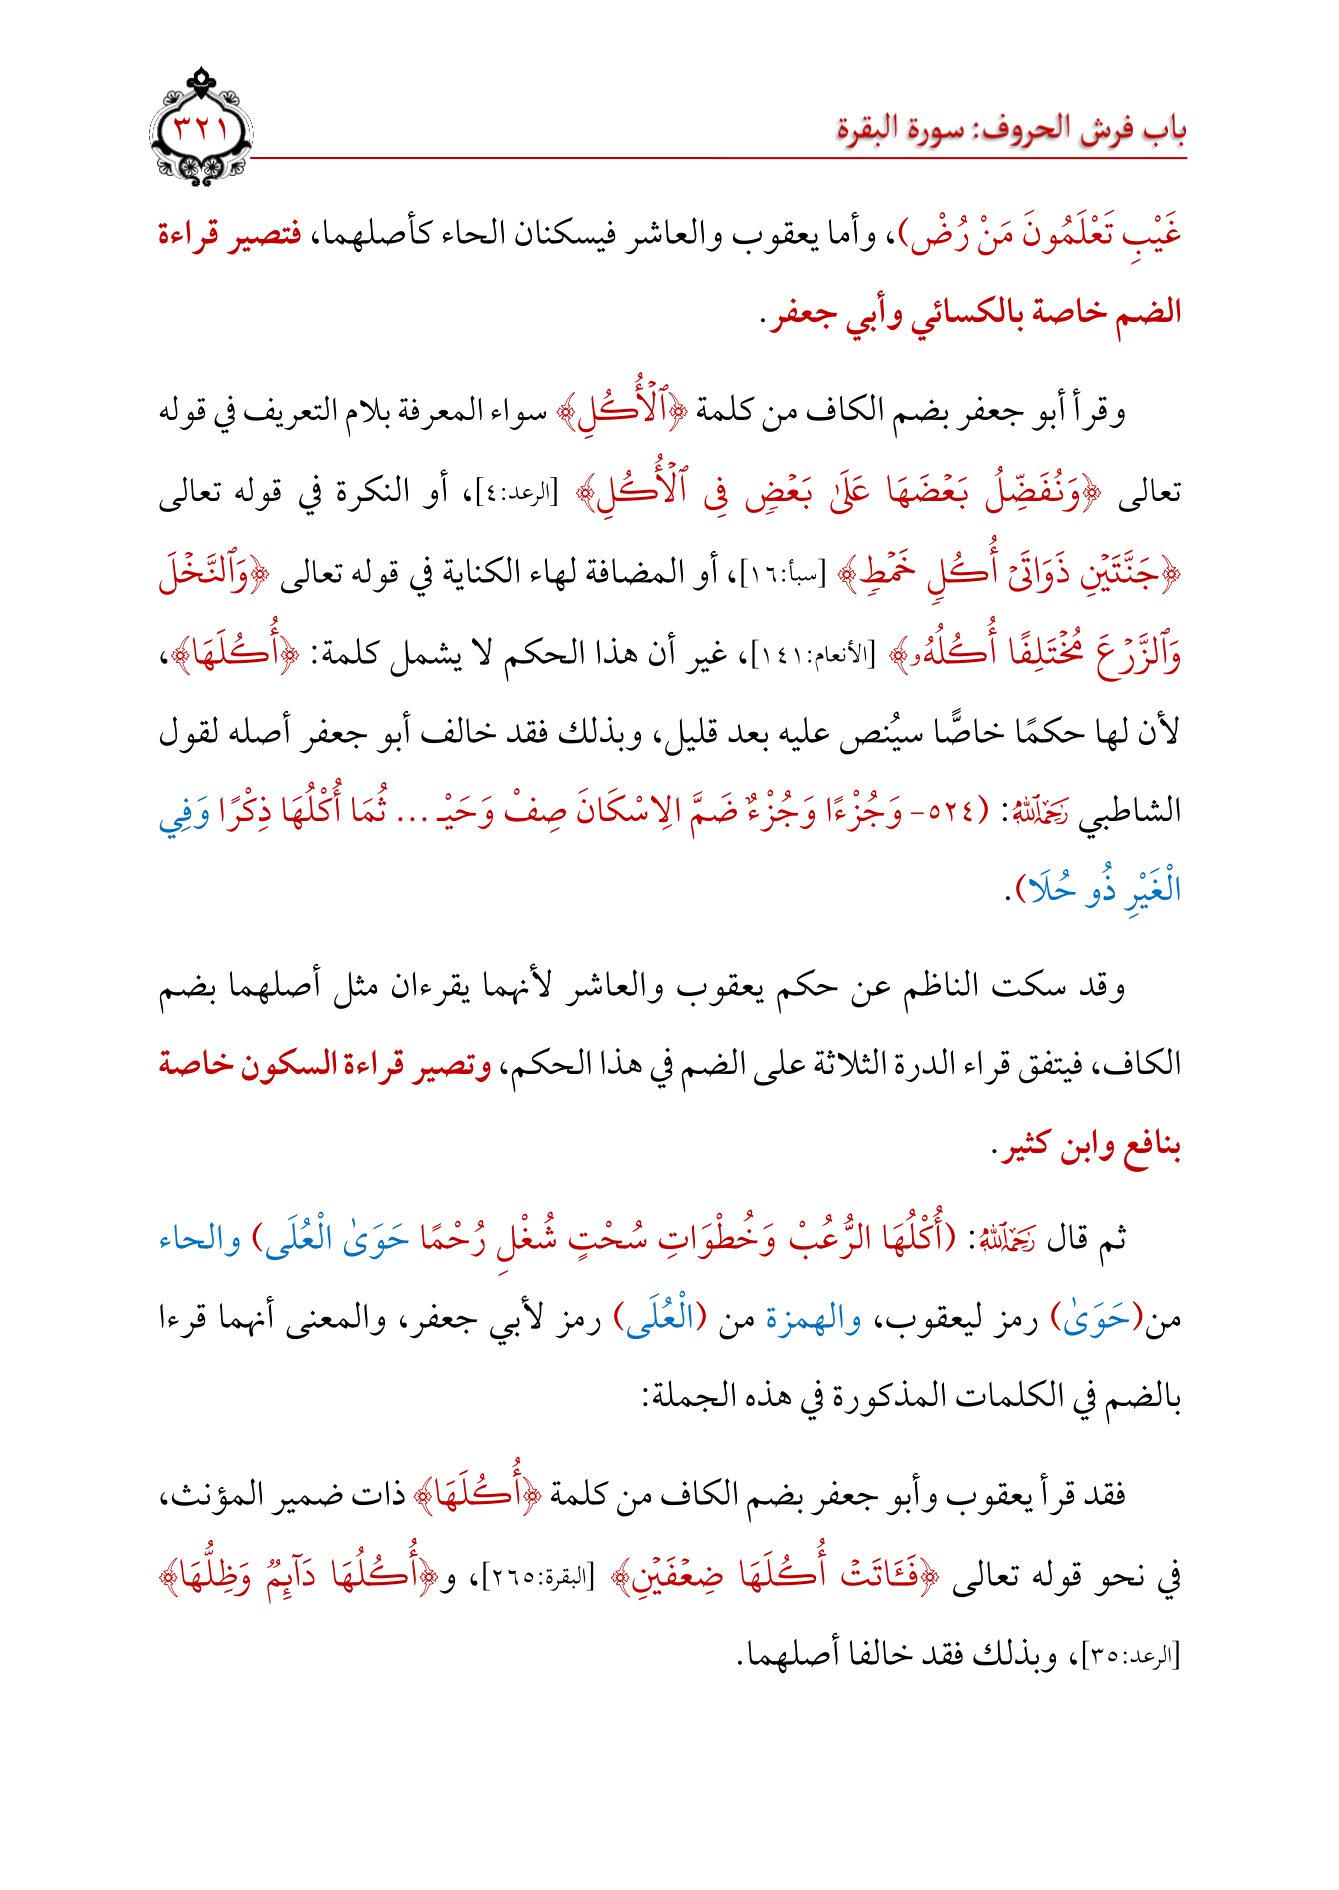 باب فرش الحروف: سورة البقرة
٣٢١
غَيْبِ تَعْلَمُونَ مَنْ رُضْ)، وأما يعقوب والعاشر فيسكنان الحاء كأصلهما، فتصير قراءة
الضم خاصة بالكسائي وأبي جعفر.
وقرأ أبو جعفر بضم الكاف من كلمة ﴿ٱلۡأُكُلِ﴾ سواء المعرفة بلام التعريف في قوله
تعالى ﴿وَنُفَضِّلُ بَعۡضَهَا عَلَىٰ بَعۡضٖ فِي ٱلۡأُكُلِ﴾ [الرعد:٤]، أو النكرة في قوله تعالى
﴿جَنَّتَيۡنِ ذَوَاتَيۡ أُكُلٍ خَمۡطٖ﴾ [سبأ:١٦]، أو المضافة لهاء الكناية في قوله تعالى ﴿وَٱلنَّخۡلَ
وَٱلزَّرۡعَ مُخۡتَلِفًا أُكُلُهُۥ﴾ [الأنعام:١٤١]، غير أن هذا الحكم لا يشمل كلمة: ﴿أُكُلَهَا﴾،
لأن لها حكمًا خاصًّا سيُنص عليه بعد قليل، وبذلك فقد خالف أبو جعفر أصله لقول
الشاطبي رَحِمَهُ ٱللَّهُ: (٥٢٤- وَجُزْءًا وَجُزْءٌ ضَمَّ الِاسْكَانَ صِفْ وَحَيْـ ... ثُمَا أُكْلُهَا ذِكْرًا وَفِي
الْغَيْرِ ذُو حُلَا).
وقد سكت الناظم عن حكم يعقوب والعاشر لأنهما يقرءان مثل أصلهما بضم
الكاف، فيتفق قراء الدرة الثلاثة على الضم في هذا الحكم، وتصير قراءة السكون خاصة
بنافع وابن كثير.
ثم قال رَحِمَهُ ٱللَّهُ: (أُكْلُهَا الرُّعُبْ وَخُطْوَاتِ سُحْتٍ شُغْلِ رُحْمًا حَوَىٰ الْعُلَى) والحاء
من(حَوَىٰ) رمز ليعقوب، والهمزة من (الْعُلَى) رمز لأبي جعفر، والمعنى أنهما قرءا
بالضم في الكلمات المذكورة في هذه الجملة:
فقد قرأ يعقوب وأبو جعفر بضم الكاف من كلمة ﴿أُكُلَهَا﴾ ذات ضمير المؤنث،
في نحو قوله تعالى ﴿فَـَٔاتَتۡ أُكُلَهَا ضِعۡفَيۡنِ﴾ [البقرة:٢٦٥]، و﴿أُكُلُهَا دَآئِمٞ وَظِلُّهَا﴾
[الرعد:٣٥]، وبذلك فقد خالفا أصلهما.